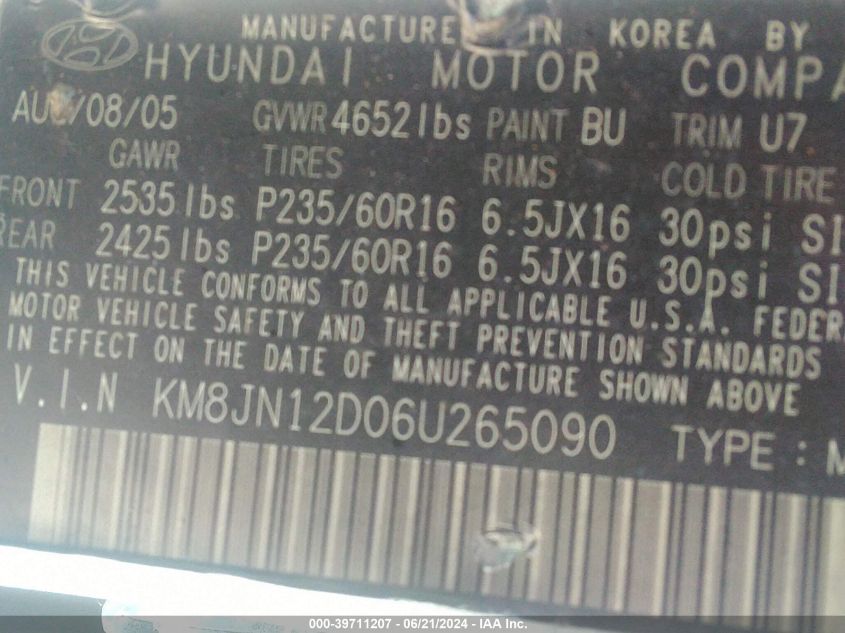 MANUFACTURE IN KOREA BY
HYUNDAI MOTOR COMPA
AU /08/05 GVWR 4652lbs PAINT BU TRIM U7
GAWR TIRES RIMS COLD TIRE
FRONT 2535lbs P235/60R16 6.5JX16 30psi SI
REAR 2425lbs P235/60R16 6.5JX16 30psi SI
THIS VEHICLE CONFORMS TO ALL APPLICABLE U.S.A. FEDER
MOTOR VEHICLE SAFETY AND THEFT PREVENTION STANDARDS
IN EFFECT ON THE DATE OF MANUFACTURE SHOWN ABOVE
V.I.N KM8JN12D06U265090 TYPE : M
000-39711207 - 06/21/2024 - IAA Inc.